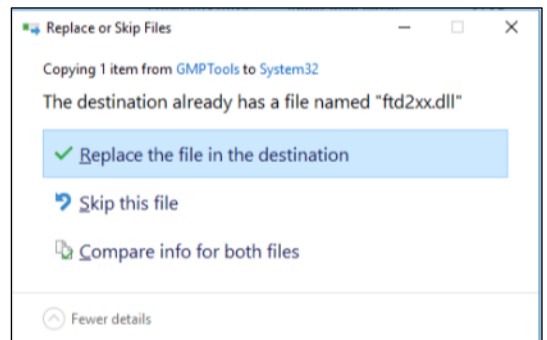 Replace or Skip Files
Copying 1 item from GMPTools to System32
The destination already has a file named "ftd2xx.dll"
Replace the file in the destination
Skip this file
Compare info for both files
Fewer details